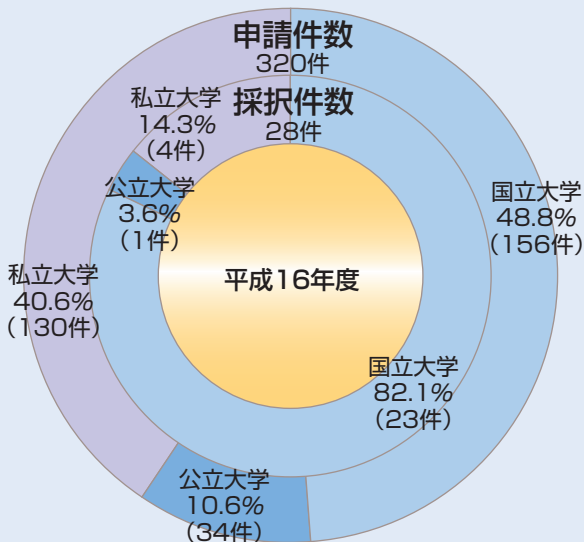 申請件数
320件
採択件数
28件
私立大学
14.3%
(4件)
公立大学
3.6%
(1件)
国立大学
48.8%
(156件)
私立大学
40.6%
(130件)
平成16年度
国立大学
82.1%
(23件)
公立大学
10.6%
(34件)